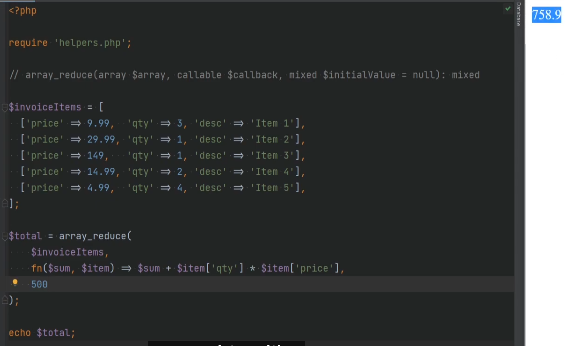 <?php
require 'helpers.php';
// array_reduce(array $array, callable $callback, mixed $initialValue = null): mixed
$invoiceItems = [
['price' => 9.99, 'qty' => 3, 'desc' => 'Item 1'],
['price' => 29.99, 'qty' => 1, 'desc' => 'Item 2'],
['price' => 149, 'qty' => 1, 'desc' => 'Item 3'],
['price' => 14.99, 'qty' => 2, 'desc' => 'Item 4'],
['price' => 4.99, 'qty' => 4, 'desc' => 'Item 5'],
];
$total = array_reduce(
$invoiceItems,
fn($sum, $item) => $sum + $item['qty'] * $item['price'],
500
);
echo $total;
Database
758.9